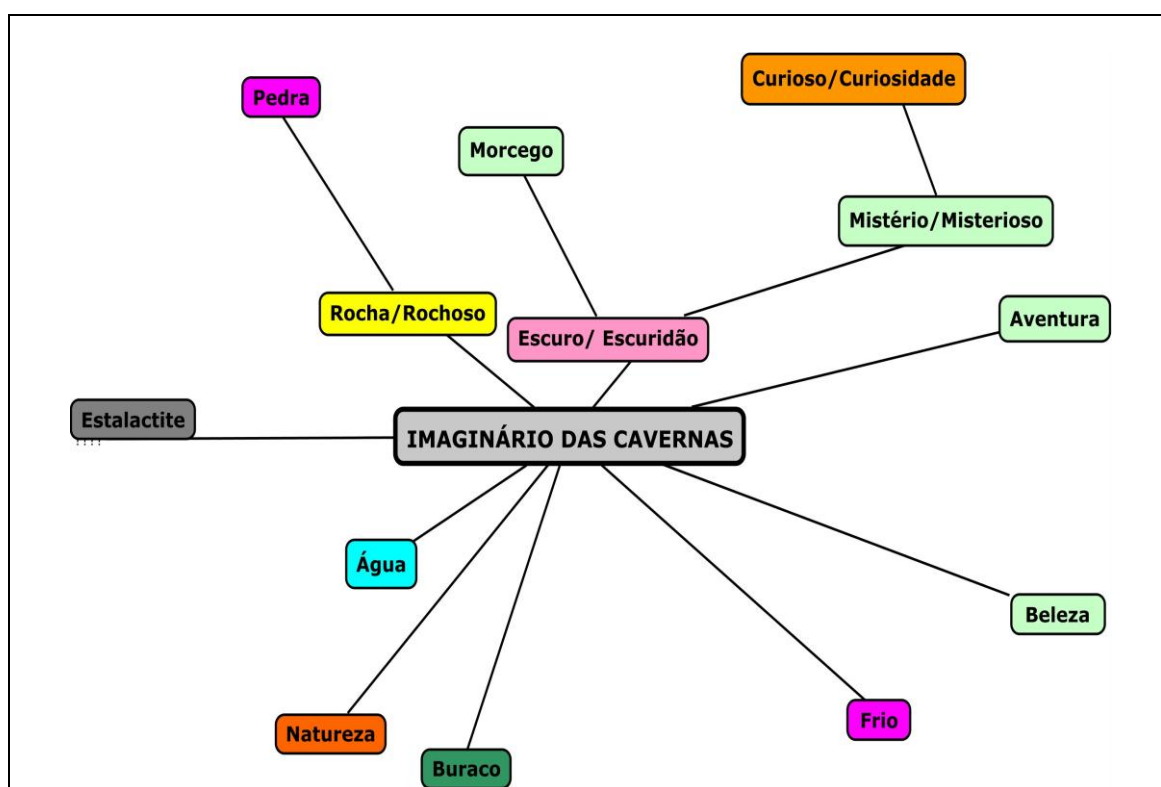 Curioso/Curiosidade
Pedra
Morcego
Mistério/Misterioso
Rocha/Rochoso
Aventura
Escuro/ Escuridão
Estalactite
IMAGINÁRIO DAS CAVERNAS
Água
Beleza
Frio
Natureza
Buraco